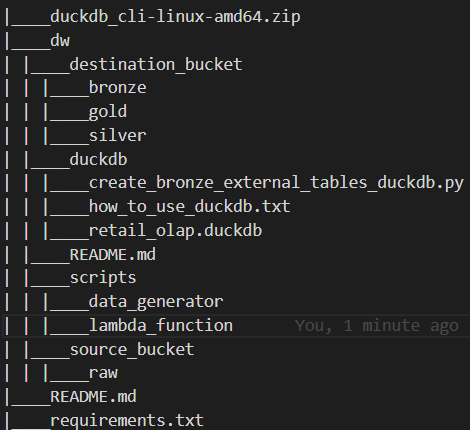 |____duckdb_cli-linux-amd64.zip
|____dw
| |____destination_bucket
| | |____bronze
| | |____gold
| | |____silver
| |____duckdb
| | |____create_bronze_external_tables_duckdb.py
| | |____how_to_use_duckdb.txt
| | |____retail_olap.duckdb
| |____README.md
| |____scripts
| | |____data_generator
| | |____lambda_function You, 1 minute ago
| |____source_bucket
| | |____raw
|____README.md
|____requirements.txt